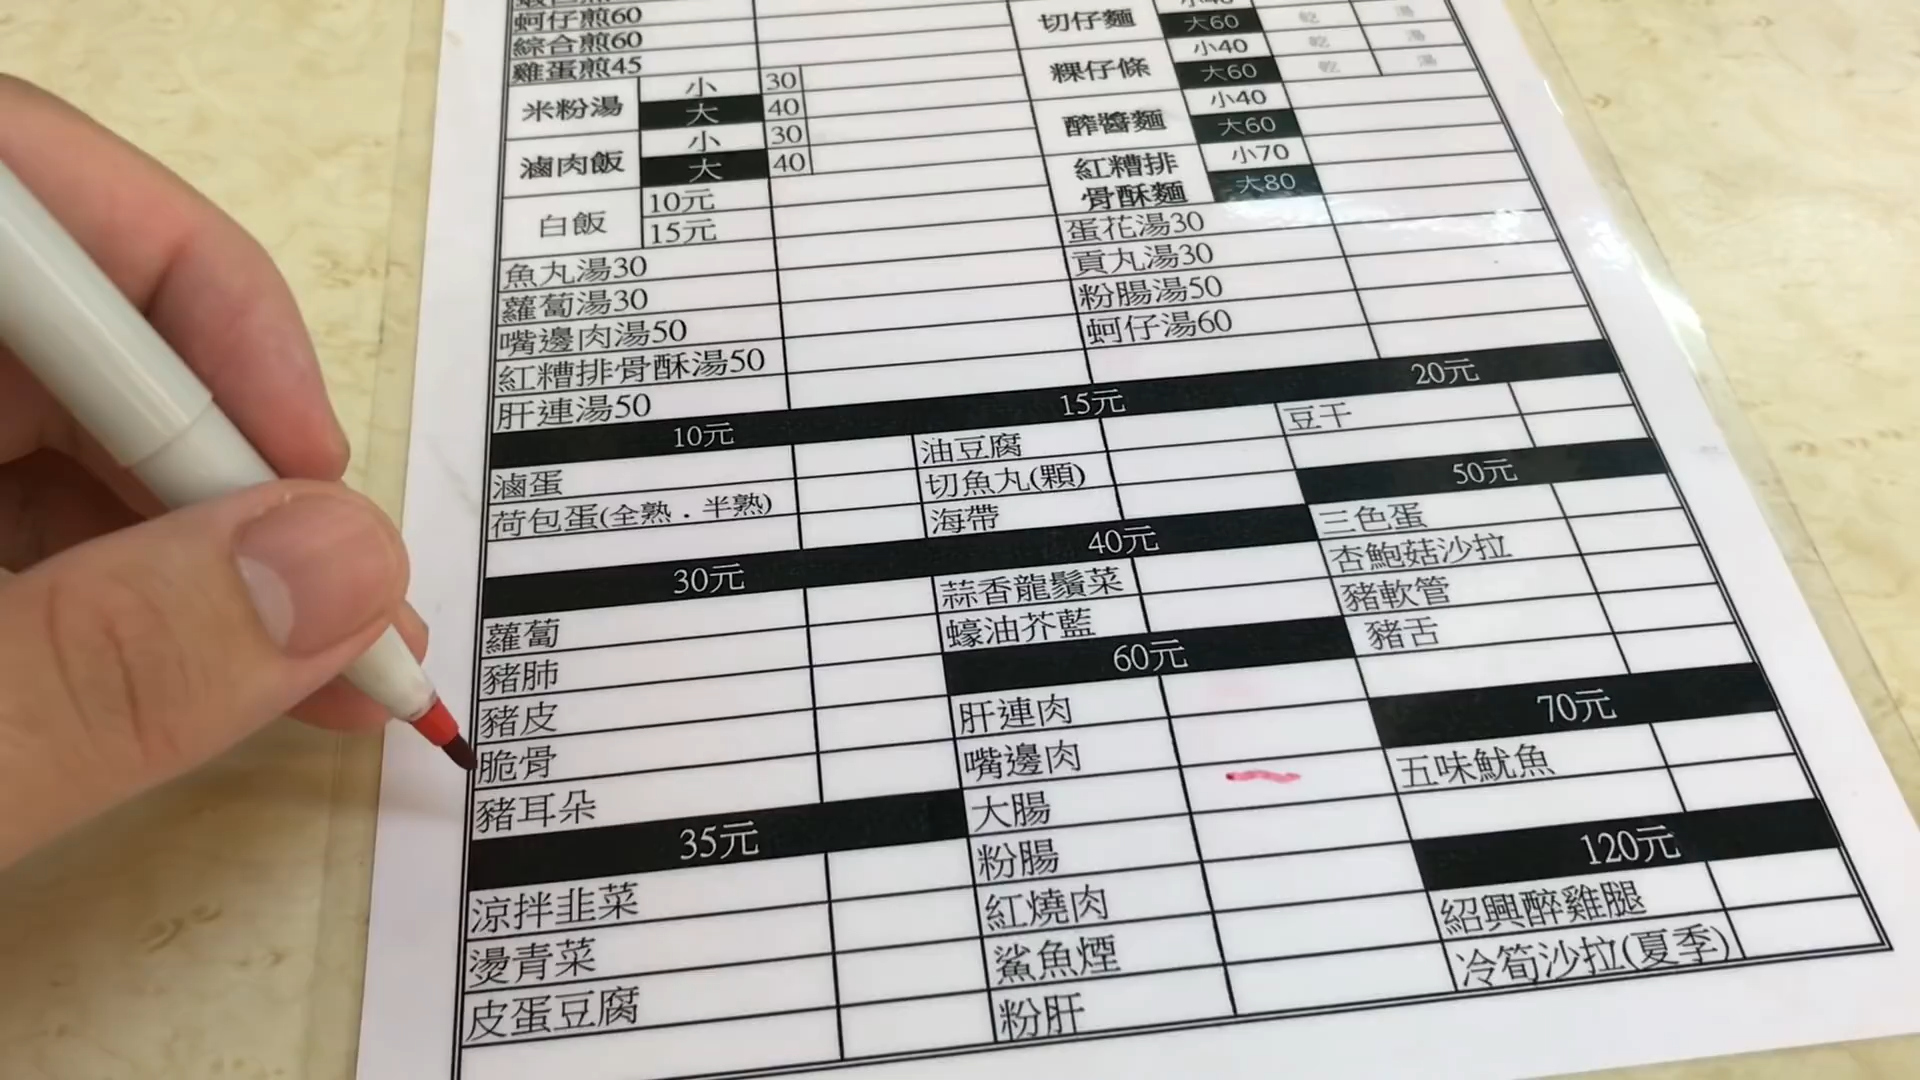 蚵仔煎60
綜合煎60
雞蛋煎45
米粉湯 小 30
大 40
滷肉飯 小 30
大 40
白飯 10元
15元
魚丸湯30
蘿蔔湯30
嘴邊肉湯50
紅糟排骨酥湯50
肝連湯50
切仔麵 小40
大60 乾 湯
粿仔條 小40 乾 湯
大60 乾 湯
醡醬麵 小40
大60
紅糟排骨酥麵 小70
大80
蛋花湯30
貢丸湯30
粉腸湯50
蚵仔湯60
10元
滷蛋
荷包蛋(全熟．半熟)
15元
油豆腐
切魚丸(顆)
海帶
20元
豆干
30元
蘿蔔
豬肺
豬皮
脆骨
豬耳朵
35元
涼拌韭菜
燙青菜
皮蛋豆腐
40元
蒜香龍鬚菜
蠔油芥藍
60元
肝連肉
嘴邊肉
大腸
粉腸
紅燒肉
鯊魚煙
粉肝
50元
三色蛋
杏鮑菇沙拉
豬軟管
豬舌
70元
五味魷魚
120元
紹興醉雞腿
冷筍沙拉(夏季)